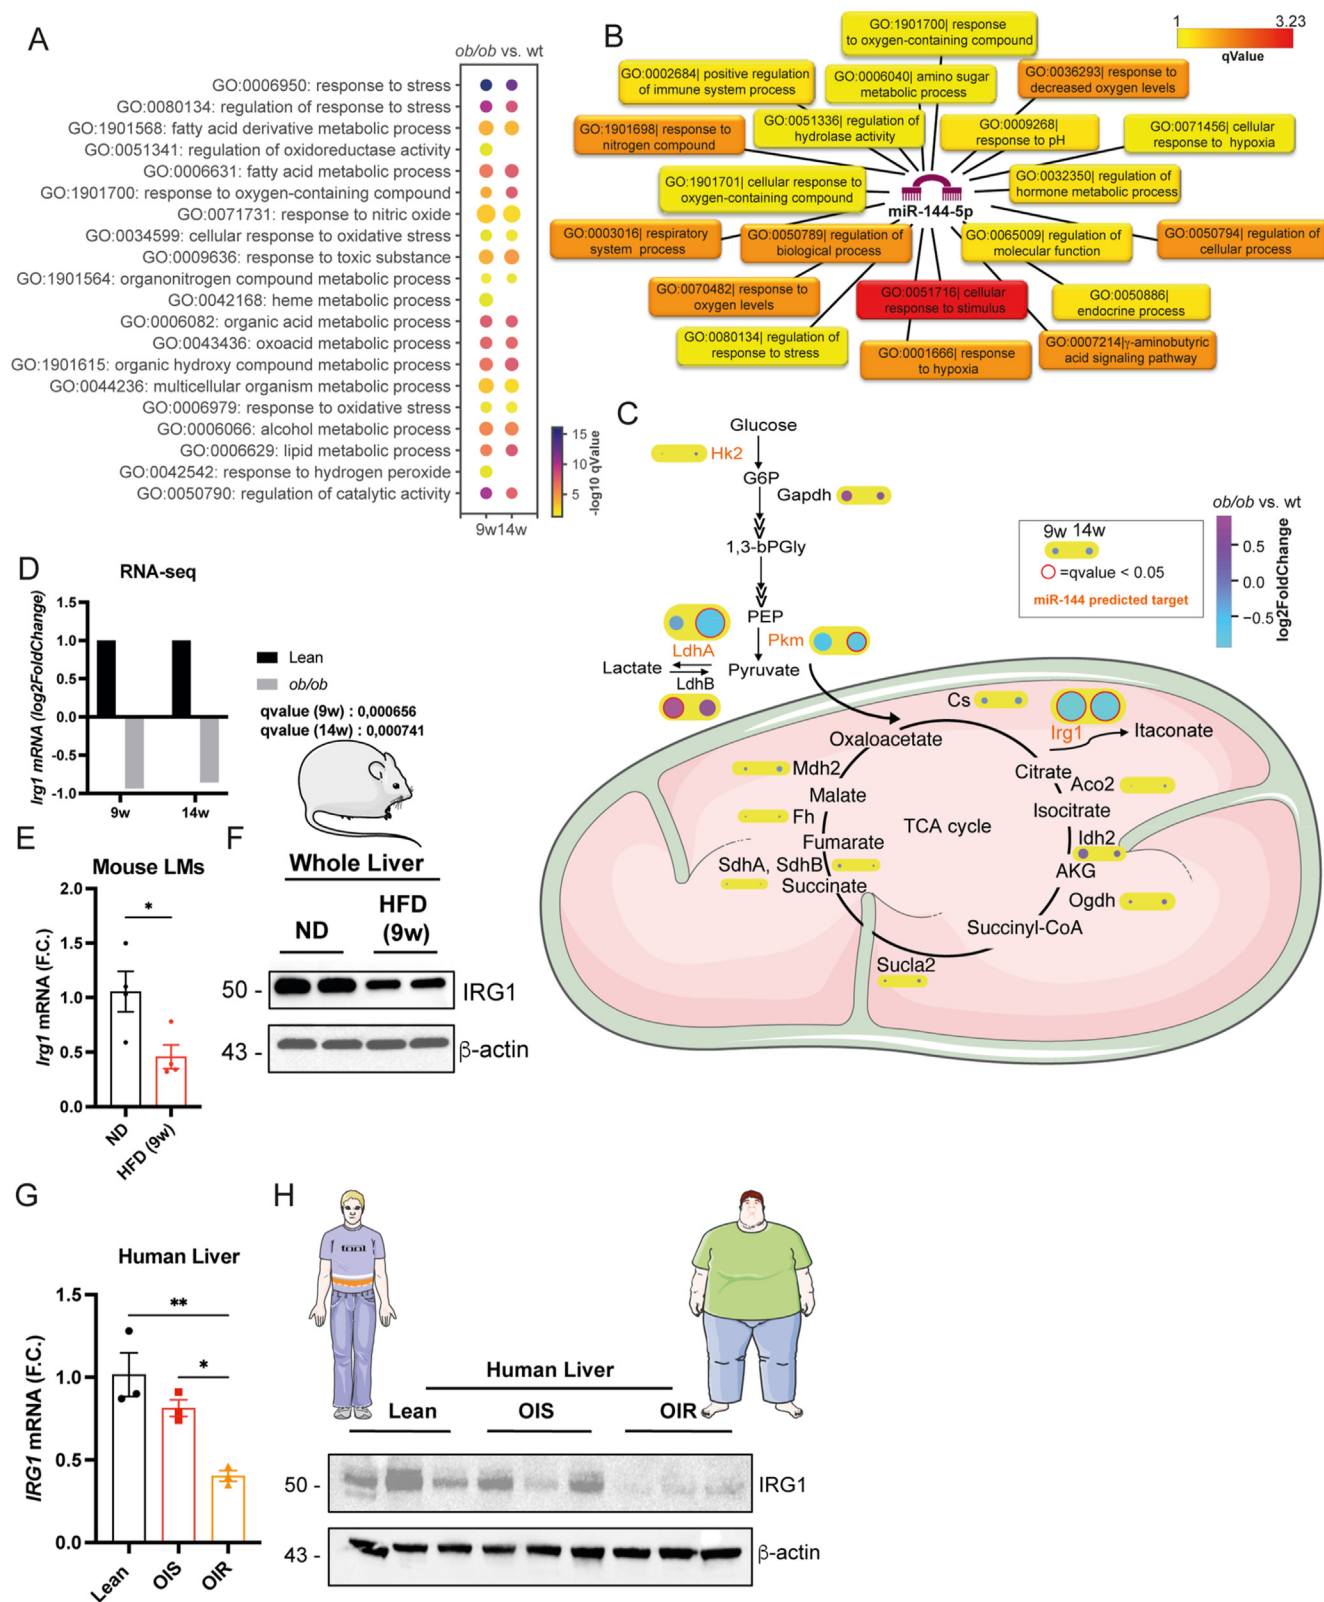 A
ob/ob vs. wt
GO:0006950: response to stress
GO:0080134: regulation of response to stress
GO:1901568: fatty acid derivative metabolic process
GO:0051341: regulation of oxidoreductase activity
GO:0006631: fatty acid metabolic process
GO:1901700: response to oxygen-containing compound
GO:0071731: response to nitric oxide
GO:0034599: cellular response to oxidative stress
GO:0009636: response to toxic substance
GO:1901564: organonitrogen compound metabolic process
GO:0042168: heme metabolic process
GO:0006082: organic acid metabolic process
GO:0043436: oxoacid metabolic process
GO:1901615: organic hydroxy compound metabolic process
GO:0044236: multicellular organism metabolic process
GO:0006979: response to oxidative stress
GO:0006066: alcohol metabolic process
GO:0006629: lipid metabolic process
GO:0042542: response to hydrogen peroxide
GO:0050790: regulation of catalytic activity
9w14w
15
10
5
-log10 qValue
B
1
3.23
qValue
GO:1901700| response
to oxygen-containing compound
GO:0002684| positive regulation
of immune system process
GO:0006040| amino sugar
metabolic process
GO:0036293| response to
decreased oxygen levels
GO:1901698| response to
nitrogen compound
GO:0051336| regulation of
hydrolase activity
GO:0009268|
response to pH
GO:0071456| cellular
response to hypoxia
GO:1901701| cellular response to
oxygen-containing compound
GO:0032350| regulation of
hormone metabolic process
miR-144-5p
GO:0003016| respiratory
system process
GO:0050789| regulation of
biological process
GO:0065009| regulation of
molecular function
GO:0050794| regulation of
cellular process
GO:0070482| response to
oxygen levels
GO:0051716| cellular
response to stimulus
GO:0050886|
endocrine process
GO:0080134| regulation of
response to stress
GO:0001666| response
to hypoxia
GO:0007214|γ-aminobutyric
acid signaling pathway
C
Glucose
Hk2
G6P
Gapdh
1,3-bPGly
PEP
LdhA
Pkm
Lactate
Pyruvate
LdhB
9w 14w
=qvalue < 0.05
miR-144 predicted target
ob/ob vs. wt
0.5
0.0
−0.5
log2FoldChange
Cs
Irg1
Itaconate
Oxaloacetate
Citrate
Mdh2
Aco2
Malate
Isocitrate
Fh
TCA cycle
Fumarate
Idh2
SdhA, SdhB
AKG
Succinate
Ogdh
Succinyl-CoA
Sucla2
D
RNA-seq
Irg1 mRNA (log2FoldChange)
1.5
1.0
0.5
0.0
-0.5
-1.0
9w
14w
Lean
ob/ob
qvalue (9w) : 0,000656
qvalue (14w) : 0,000741
E
Mouse LMs
Irg1 mRNA (F.C.)
2.0
1.5
1.0
0.5
0.0
*
ND
HFD (9w)
F
Whole Liver
ND
HFD
(9w)
50 -
IRG1
43 -
β-actin
G
Human Liver
IRG1 mRNA (F.C.)
1.5
1.0
0.5
0.0
**
*
Lean
OIS
OIR
H
tool
Human Liver
Lean
OIS
OIR
50 -
IRG1
43 -
β-actin